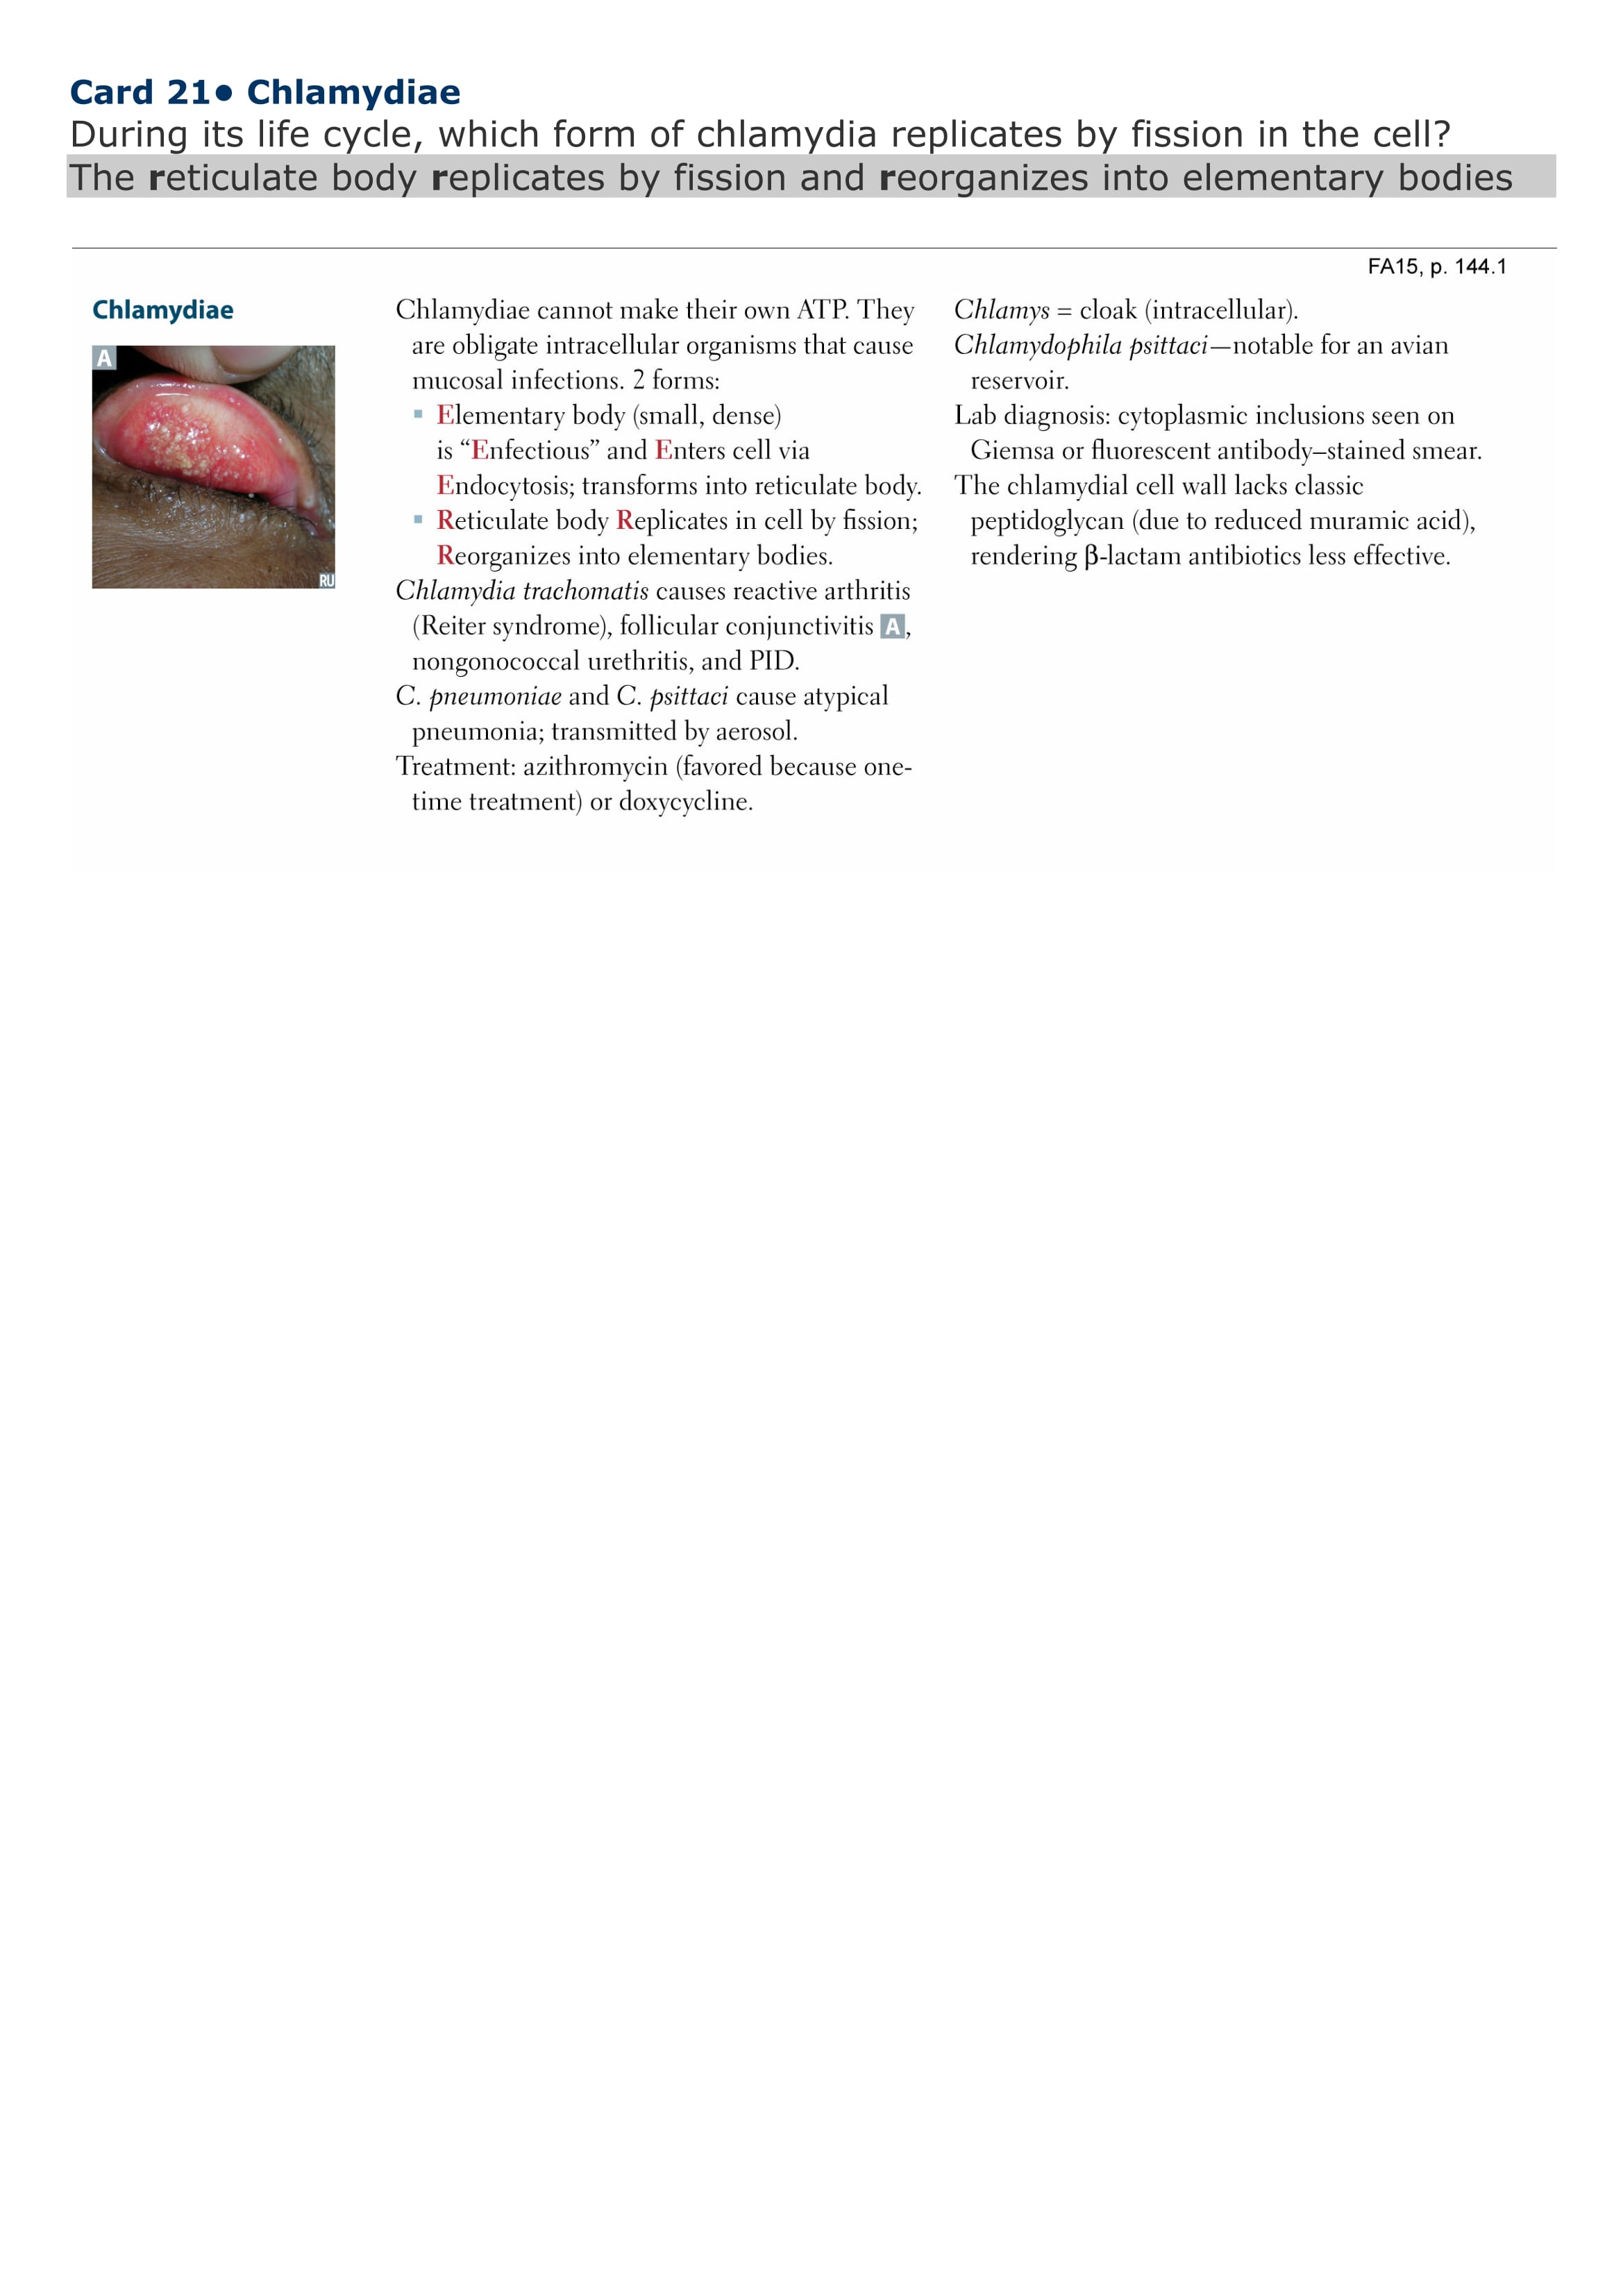 Card 21• Chlamydiae
During its life cycle, which form of chlamydia replicates by fission in the cell?
The reticulate body replicates by fission and reorganizes into elementary bodies
FA15, p. 144.1
Chlamydiae
A
RU
Chlamydiae cannot make their own ATP. They
are obligate intracellular organisms that cause
mucosal infections. 2 forms:
▪ Elementary body (small, dense)
is “Enfectious” and Enters cell via
Endocytosis; transforms into reticulate body.
▪ Reticulate body Replicates in cell by fission;
Reorganizes into elementary bodies.
Chlamydia trachomatis causes reactive arthritis
(Reiter syndrome), follicular conjunctivitis A,
nongonococcal urethritis, and PID.
C. pneumoniae and C. psittaci cause atypical
pneumonia; transmitted by aerosol.
Treatment: azithromycin (favored because one-
time treatment) or doxycycline.
Chlamys = cloak (intracellular).
Chlamydophila psittaci—notable for an avian
reservoir.
Lab diagnosis: cytoplasmic inclusions seen on
Giemsa or fluorescent antibody–stained smear.
The chlamydial cell wall lacks classic
peptidoglycan (due to reduced muramic acid),
rendering β-lactam antibiotics less effective.